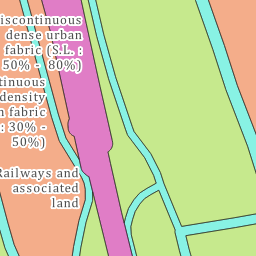 iscontinuous
dense urban
fabric (S.L. :
50% - 80%)
tinuous
density
n fabric
: 30% -
50%)
Railways and
associated
land